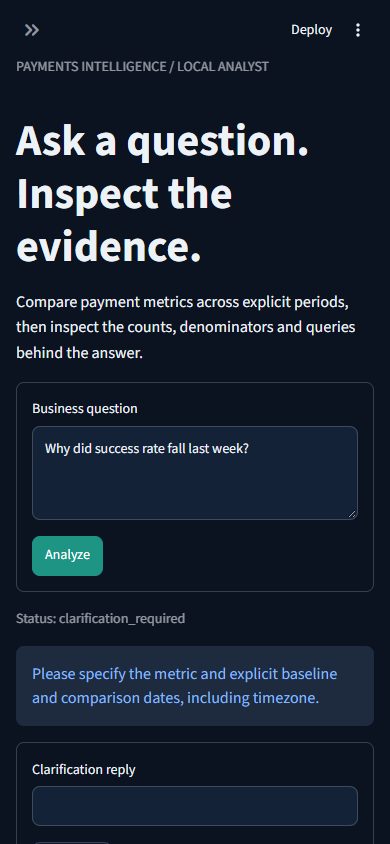 Deploy
PAYMENTS INTELLIGENCE / LOCAL ANALYST
Ask a question.
Inspect the
evidence.
Compare payment metrics across explicit periods,
then inspect the counts, denominators and queries
behind the answer.
Business question
Why did success rate fall last week?
Analyze
Status: clarification_required
Please specify the metric and explicit baseline
and comparison dates, including timezone.
Clarification reply